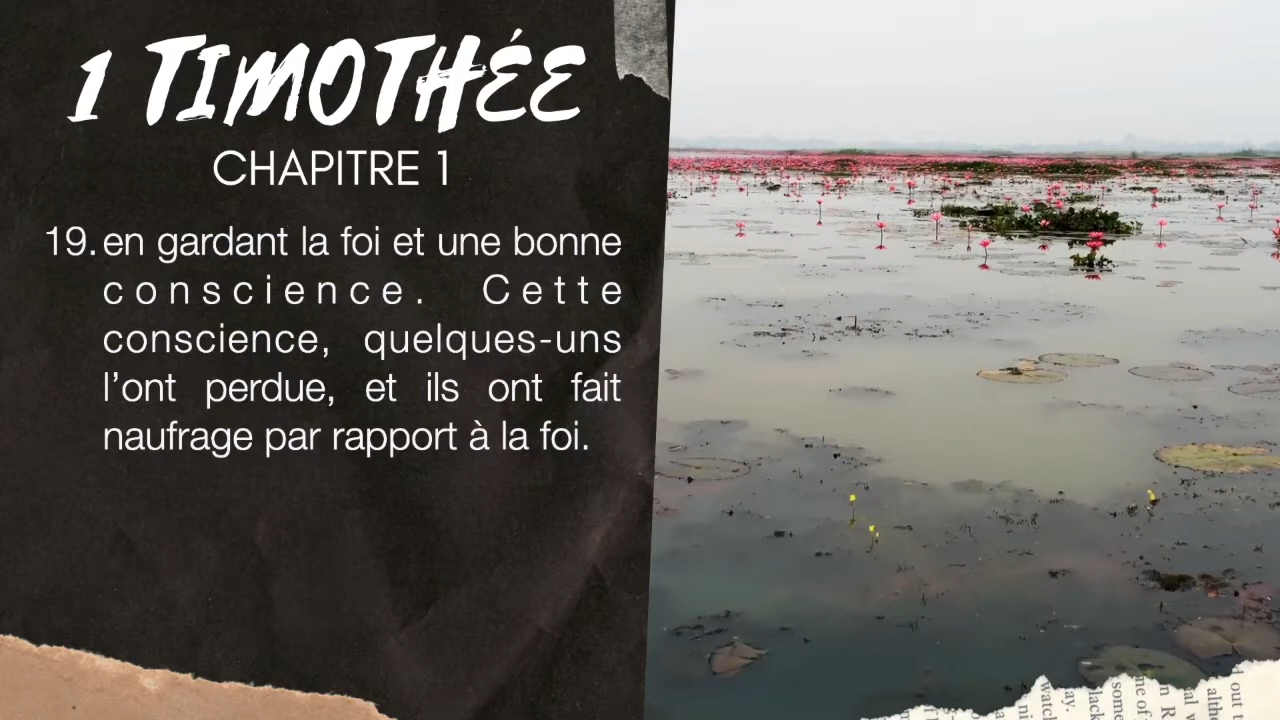 1 TIMOTHÉE
CHAPITRE 1
19. en gardant la foi et une bonne
conscience. Cette
conscience, quelques-uns
l’ont perdue, et ils ont fait
naufrage par rapport à la foi.